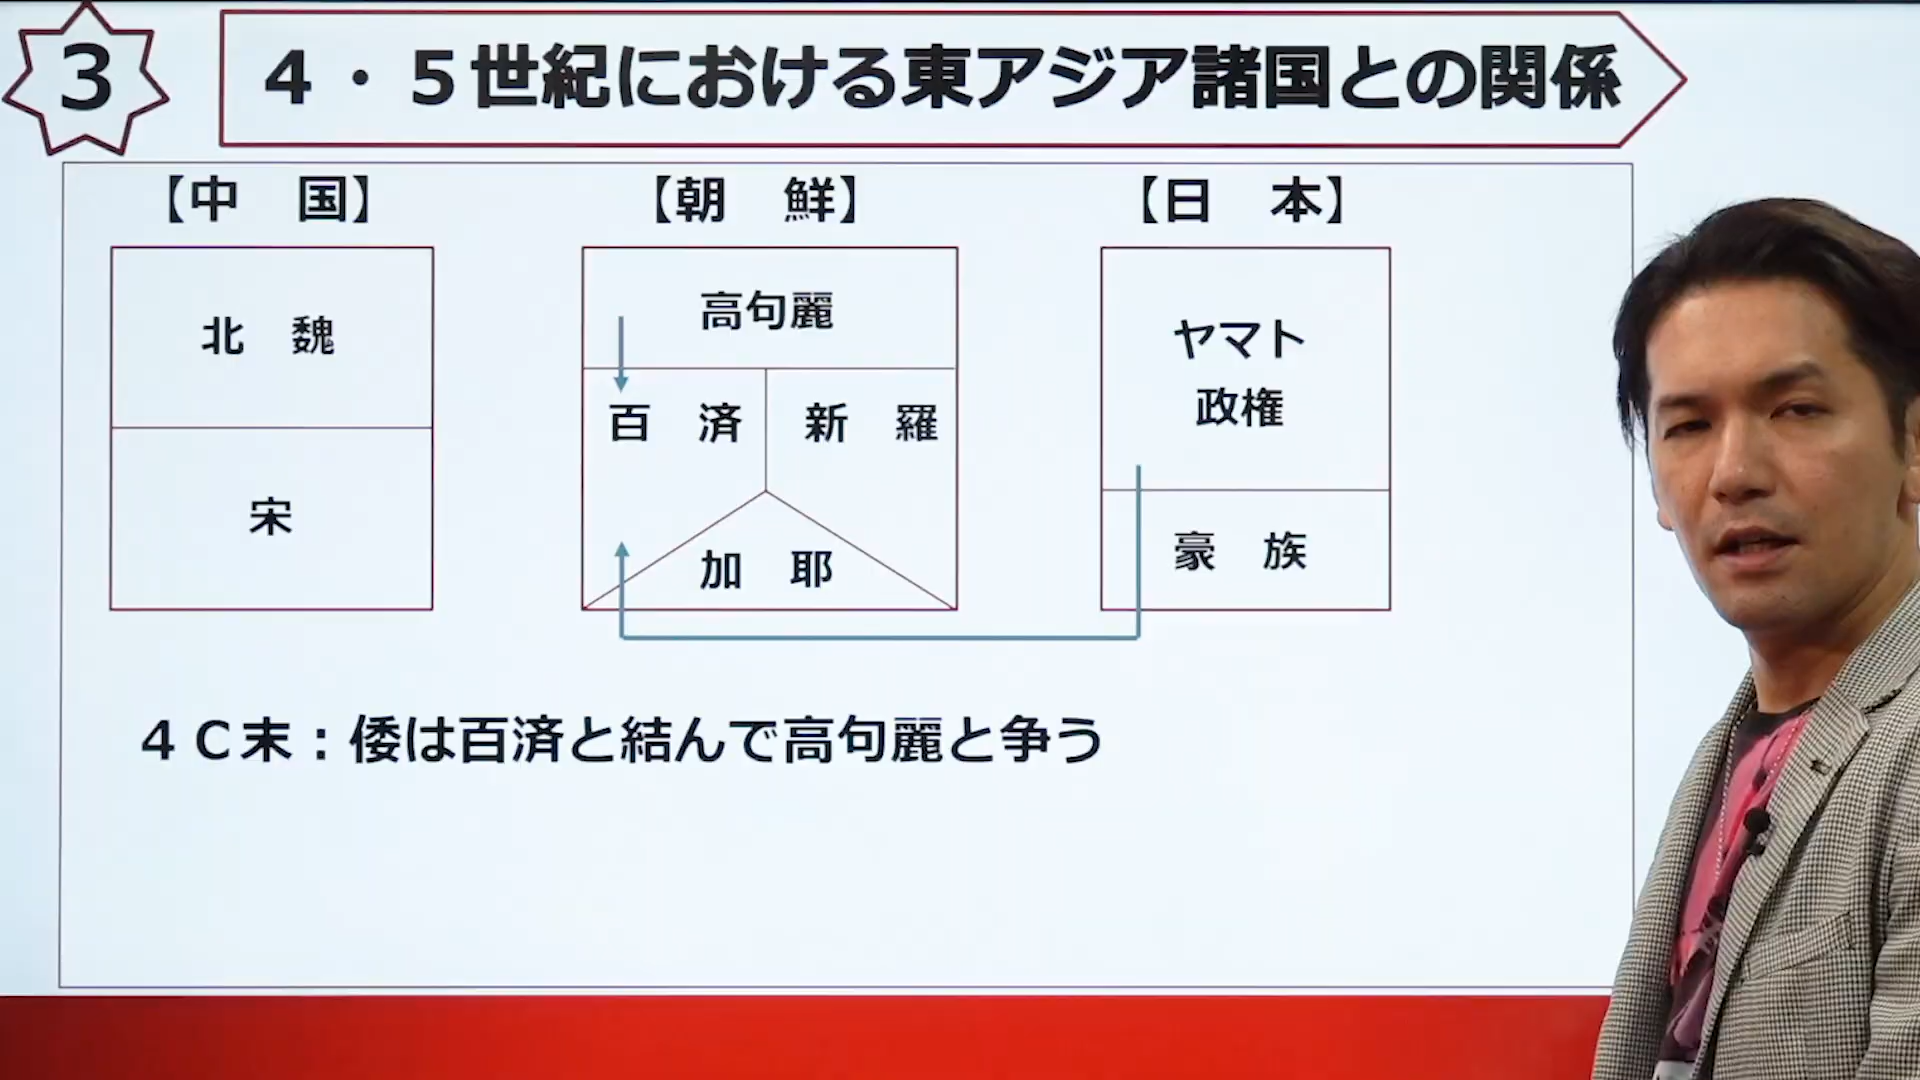 3
４・５世紀における東アジア諸国との関係
【中　国】
【朝　鮮】
【日　本】
北　魏
宋
高句麗
百　済
新　羅
加　耶
ヤマト
政権
豪　族
４Ｃ末：倭は百済と結んで高句麗と争う